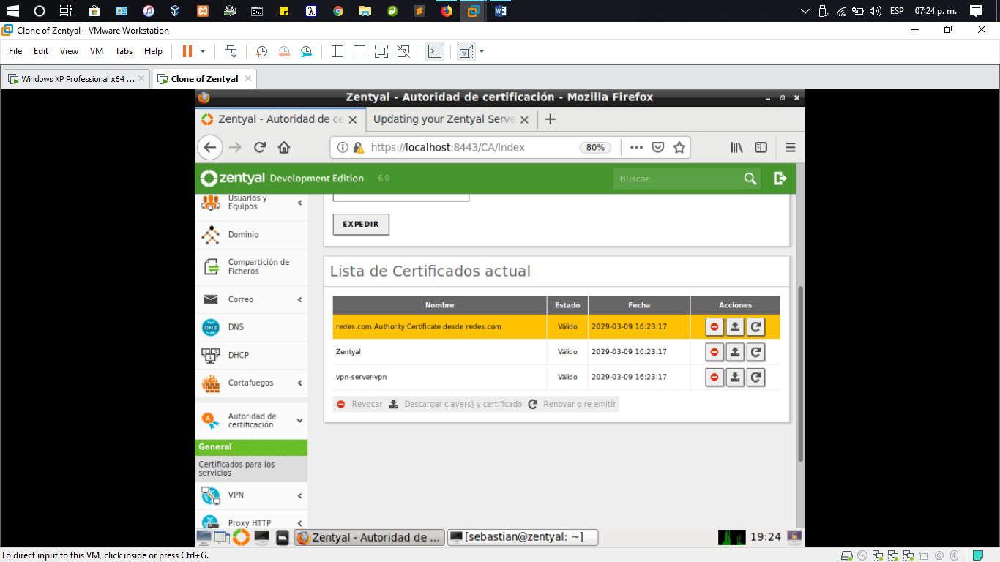 ESP 07:24 p. m.
Clone of Zentyal - VMware Workstation
File Edit View VM Tabs Help
Windows XP Professional x64 ... Clone of Zentyal
Zentyal - Autoridad de certificación - Mozilla Firefox
Zentyal - Autoridad de ce Updating your Zentyal Serve
https://localhost:8443/CA/Index 80%
zentyal Development Edition 6.0 Buscar...
Usuarios y
Equipos
EXPEDIR
Dominio
Compartición de
Ficheros
Lista de Certificados actual
Correo
Nombre Estado Fecha Acciones
DNS
redes.com Authority Certificate desde redes.com Válido 2029-03-09 16:23:17
DHCP
Zentyal Válido 2029-03-09 16:23:17
Cortafuegos
vpn-server-vpn Válido 2029-03-09 16:23:17
Revocar Descargar clave(s) y certificado Renovar o re-emitir
Autoridad de
certificación
General
Certificados para los
servicios
VPN
Proxy HTTP
Zentyal - Autoridad de ... [sebastian@zentyal: ~] 19:24
To direct input to this VM, click inside or press Ctrl+G.